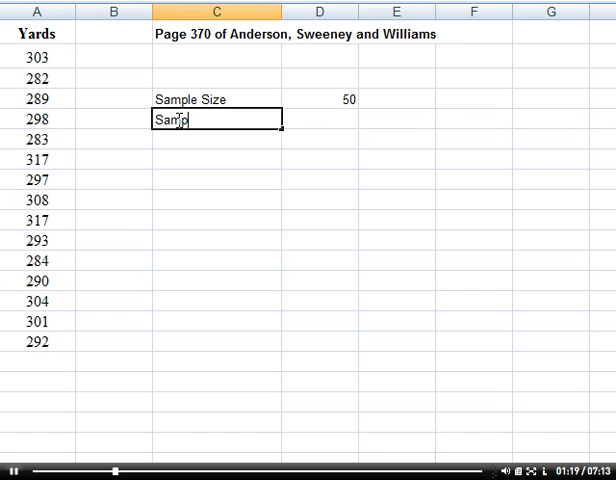 A B C D E F G
Yards Page 370 of Anderson, Sweeney and Williams
303
282
289 Sample Size 50
298 Samp
283
317
297
308
317
293
284
290
304
301
292
01:19 / 07:13